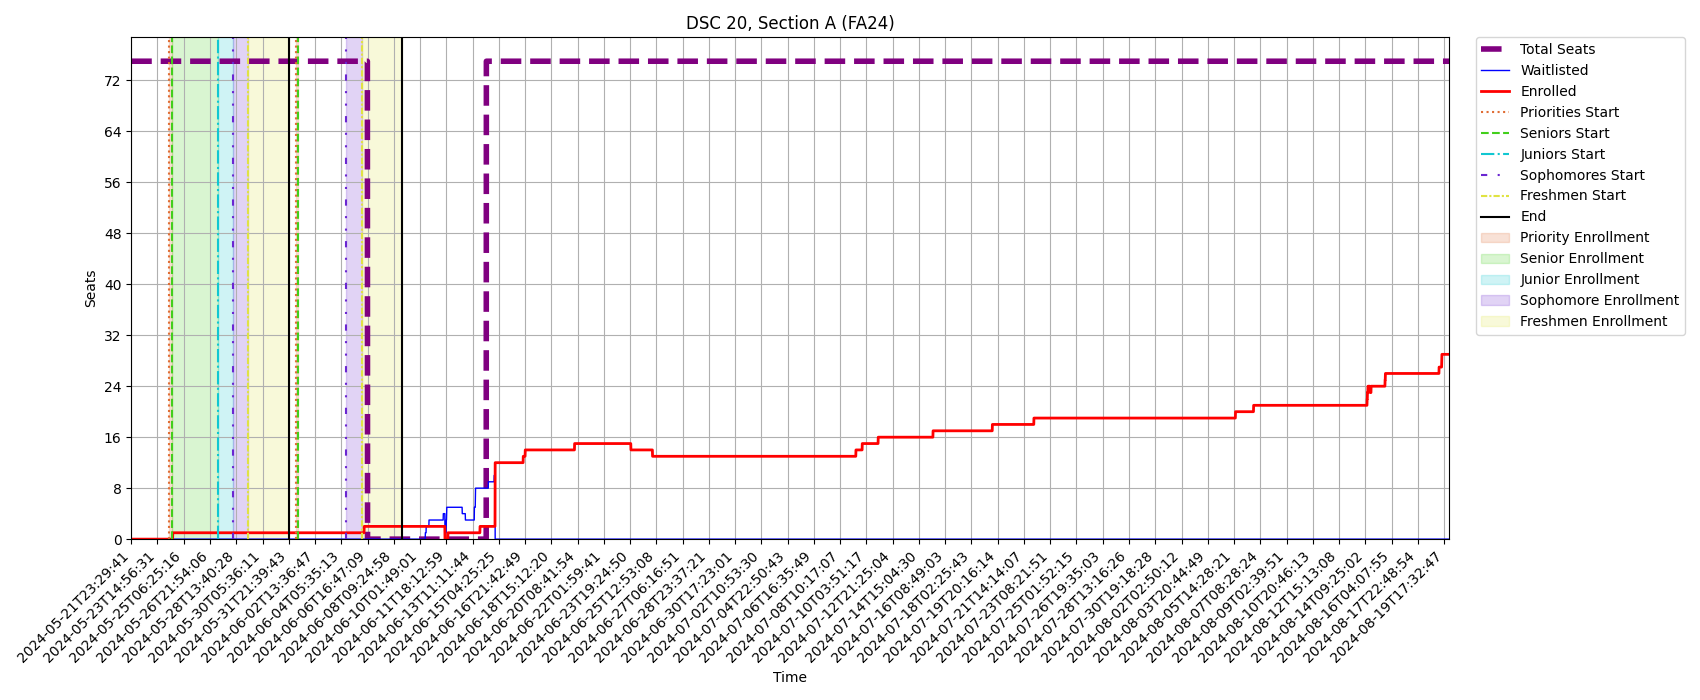 DSC 20, Section A (FA24)
Seats
72
64
56
48
40
32
24
16
8
0
2024-05-21T23:29:41
2024-05-23T14:56:31
2024-05-25T06:25:16
2024-05-26T21:54:06
2024-05-28T13:40:28
2024-05-30T05:36:11
2024-05-31T21:39:43
2024-06-02T13:36:47
2024-06-04T05:35:13
2024-06-06T16:47:09
2024-06-08T09:24:58
2024-06-10T01:49:01
2024-06-11T18:12:59
2024-06-13T11:11:44
2024-06-15T04:25:25
2024-06-16T21:42:49
2024-06-18T15:12:20
2024-06-20T08:41:54
2024-06-22T01:59:41
2024-06-23T19:24:50
2024-06-25T12:53:08
2024-06-27T06:16:51
2024-06-28T23:37:21
2024-06-30T17:23:01
2024-07-02T10:53:30
2024-07-04T22:50:43
2024-07-06T16:35:49
2024-07-08T10:17:07
2024-07-10T03:51:17
2024-07-12T21:25:04
2024-07-14T15:04:30
2024-07-16T08:49:03
2024-07-18T02:25:43
2024-07-19T20:16:14
2024-07-21T14:14:07
2024-07-23T08:21:51
2024-07-25T01:52:15
2024-07-26T19:35:03
2024-07-28T13:16:26
2024-07-30T19:18:28
2024-08-02T02:50:12
2024-08-03T20:44:49
2024-08-05T14:28:21
2024-08-07T08:28:24
2024-08-09T02:39:51
2024-08-10T20:46:13
2024-08-12T15:13:08
2024-08-14T09:25:02
2024-08-16T04:07:55
2024-08-17T22:48:54
2024-08-19T17:32:47
Time
Total Seats
Waitlisted
Enrolled
Priorities Start
Seniors Start
Juniors Start
Sophomores Start
Freshmen Start
End
Priority Enrollment
Senior Enrollment
Junior Enrollment
Sophomore Enrollment
Freshmen Enrollment